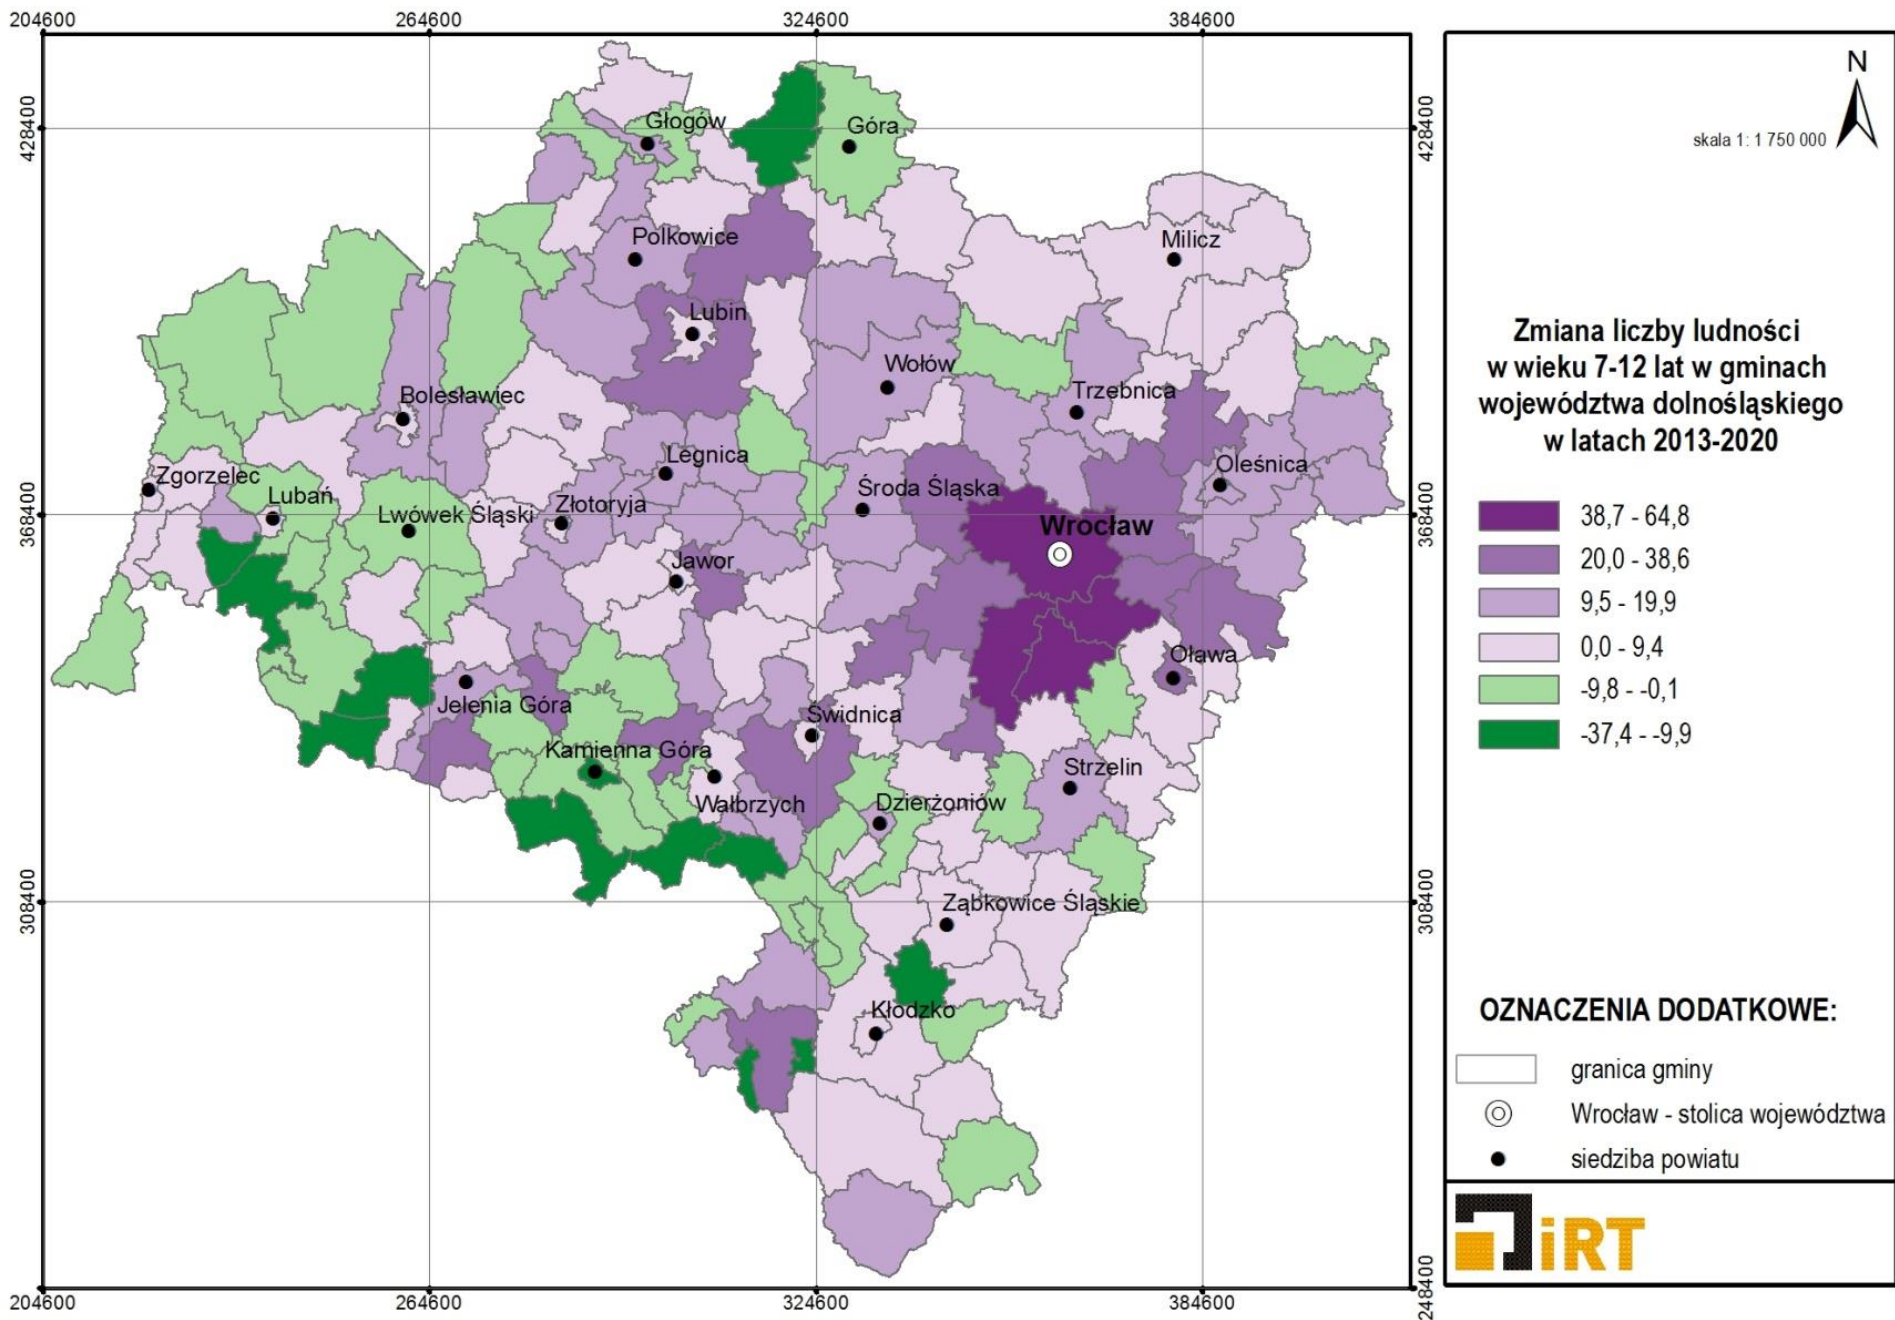 204600
264600
324600
384600
428400
368400
308400
428400
368400
308400
248400
204600
264600
324600
384600
Głogów
Góra
Polkowice
Milicz
Lubin
Wołów
Bolesławiec
Trzebnica
Legnica
Oleśnica
Zgorzelec
Lubań
Środa Śląska
Złotoryja
Lwówek Śląski
Wrocław
Jawor
Oława
Jelenia Góra
Świdnica
Kamienna Góra
Strzelin
Wałbrzych
Dzierżoniów
Ząbkowice Śląskie
Kłodzko
N
skala 1: 1 750 000
Zmiana liczby ludności
w wieku 7-12 lat w gminach
województwa dolnośląskiego
w latach 2013-2020
38,7 - 64,8
20,0 - 38,6
9,5 - 19,9
0,0 - 9,4
-9,8 - -0,1
-37,4 - -9,9
OZNACZENIA DODATKOWE:
granica gminy
Wrocław - stolica województwa
siedziba powiatu
iRT